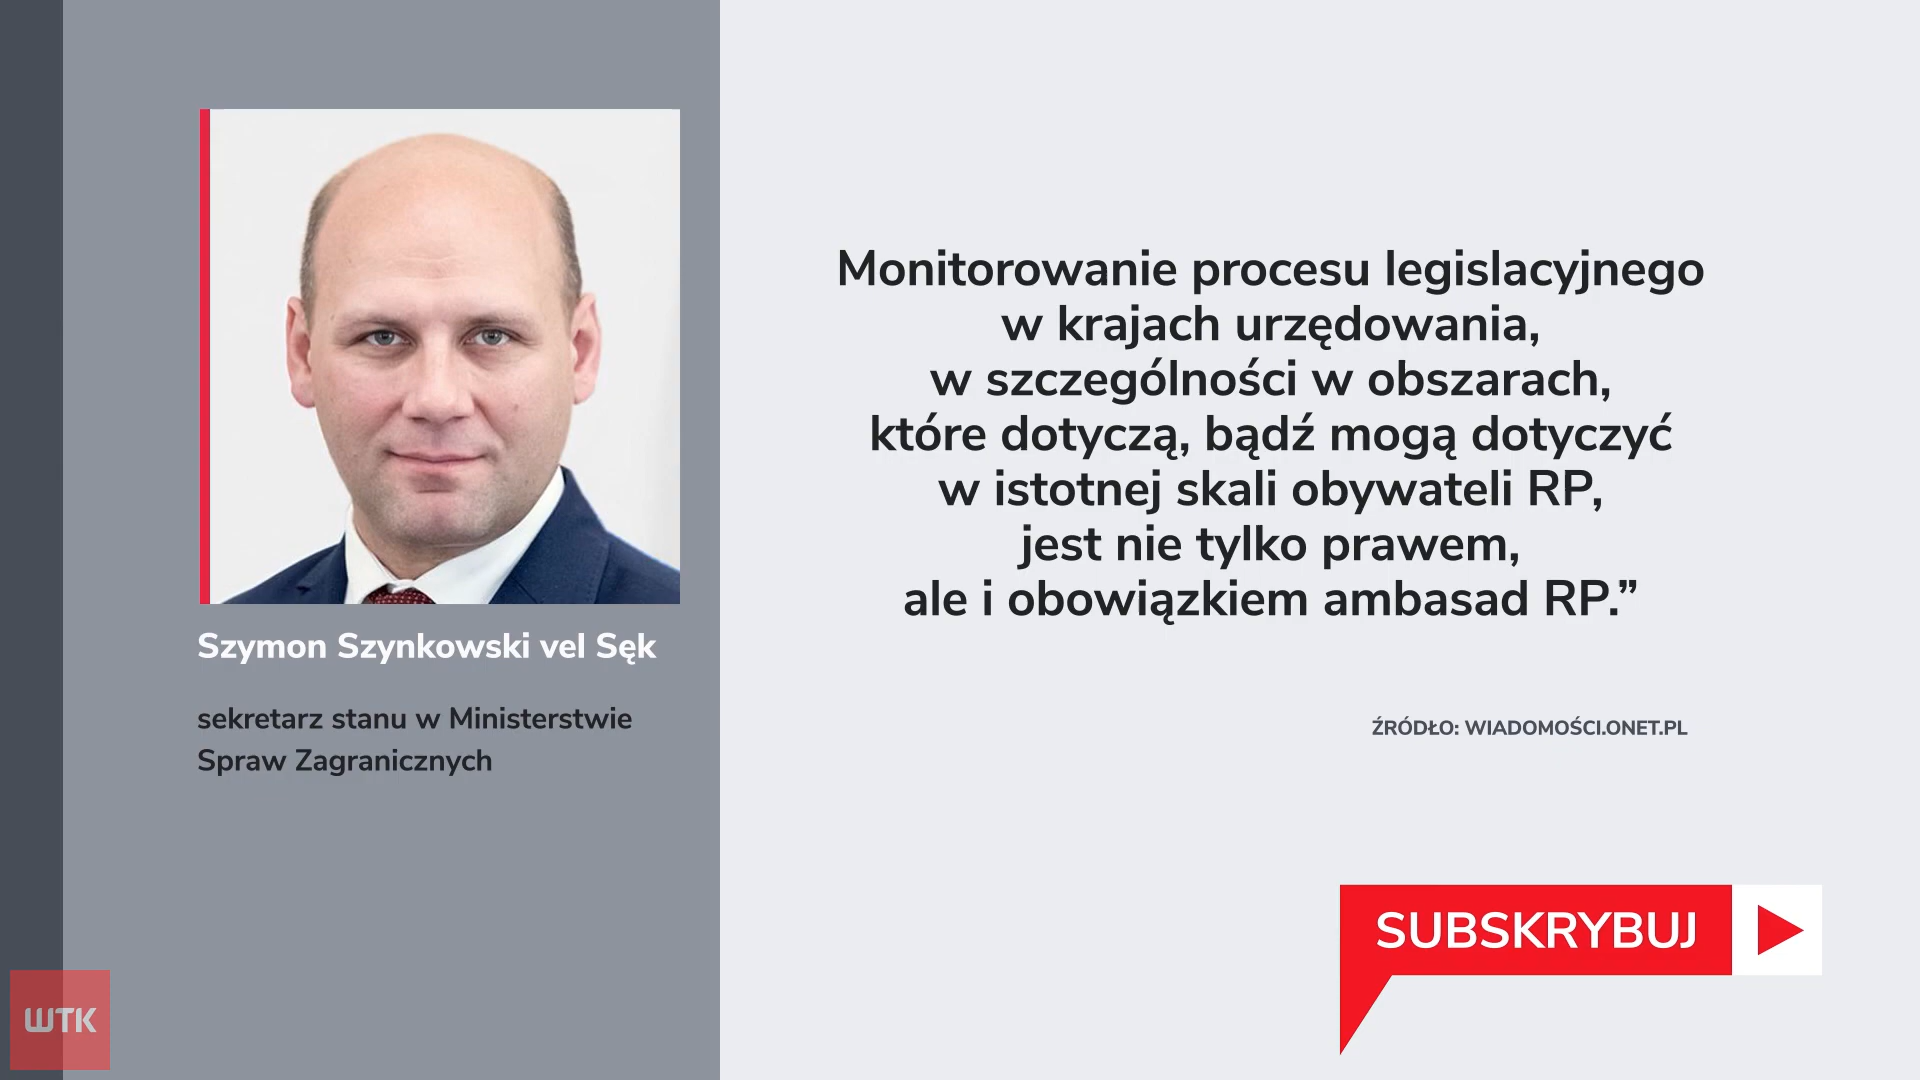 Szymon Szynkowski vel Sęk
sekretarz stanu w Ministerstwie
Spraw Zagranicznych
Monitorowanie procesu legislacyjnego
w krajach urzędowania,
w szczególności w obszarach,
które dotyczą, bądź mogą dotyczyć
w istotnej skali obywateli RP,
jest nie tylko prawem,
ale i obowiązkiem ambasad RP.”
ŹRÓDŁO: WIADOMOŚCI.ONET.PL
SUBSKRYBUJ
WTK